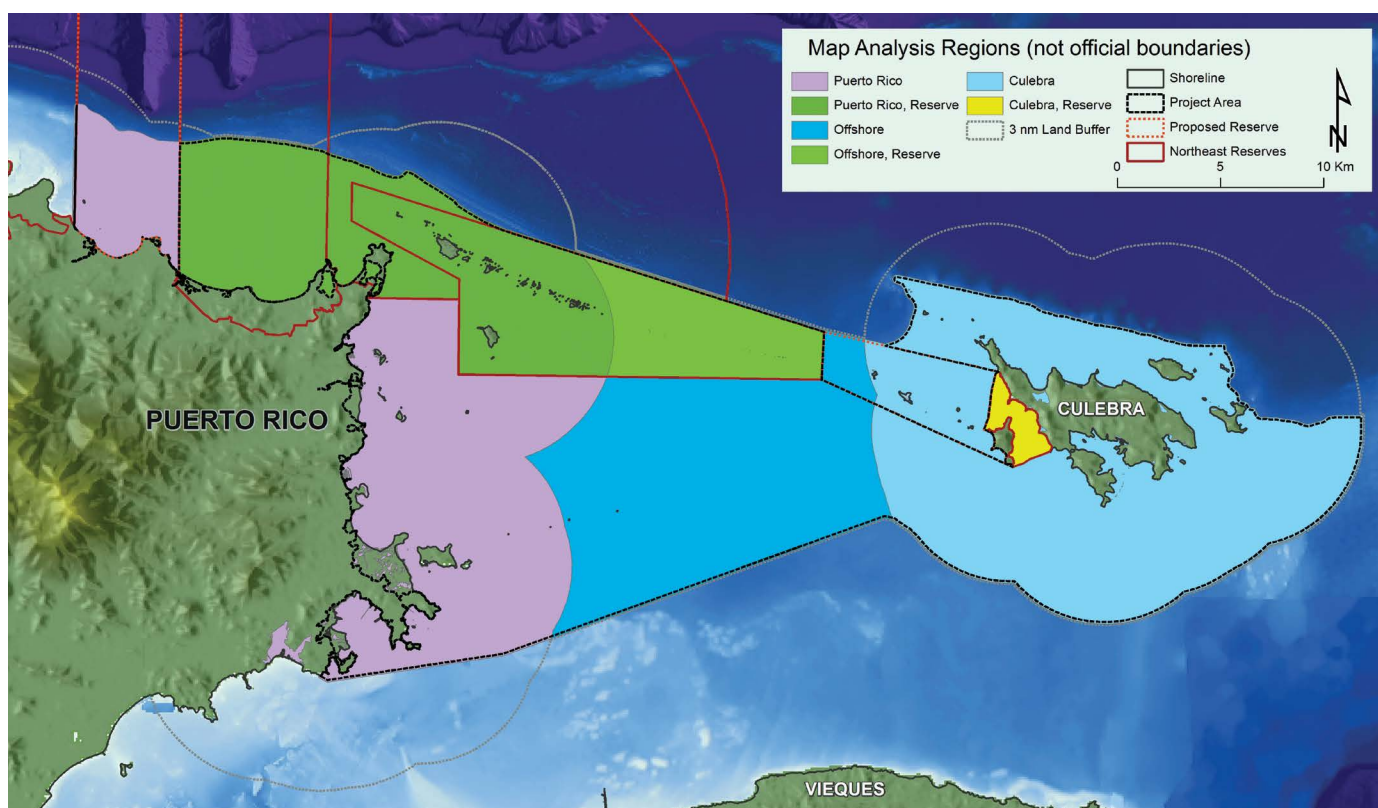 Map Analysis Regions (not official boundaries)
Puerto Rico
Puerto Rico, Reserve
Offshore
Offshore, Reserve
Culebra
Culebra, Reserve
3 nm Land Buffer
Shoreline
Project Area
Proposed Reserve
Northeast Reserves
N
0 5 10 Km
PUERTO RICO
CULEBRA
VIEQUES